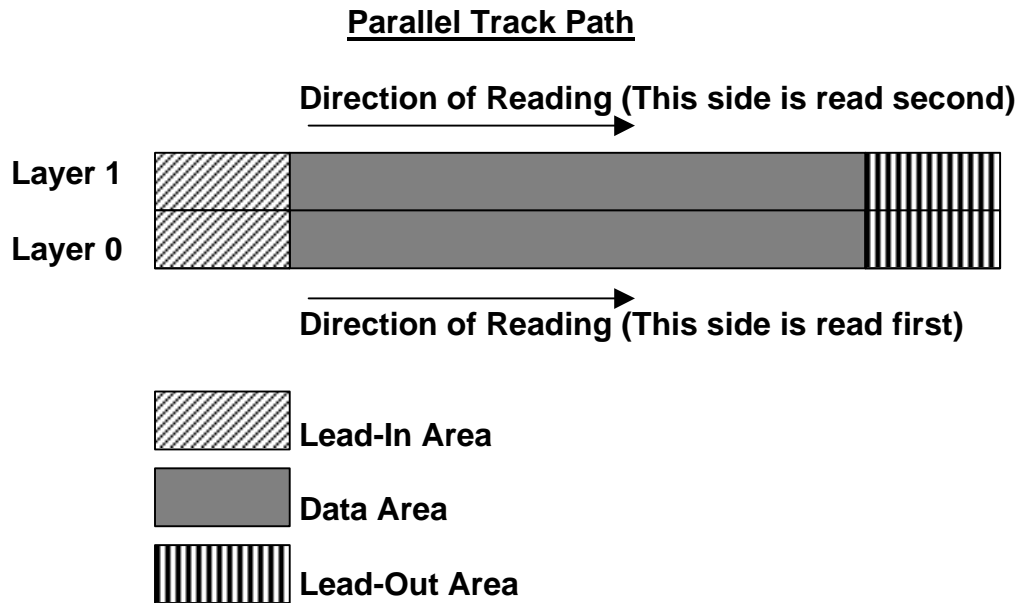 Parallel Track Path
Direction of Reading (This side is read second)
Layer 1
Layer 0
Direction of Reading (This side is read first)
Lead-In Area
Data Area
Lead-Out Area